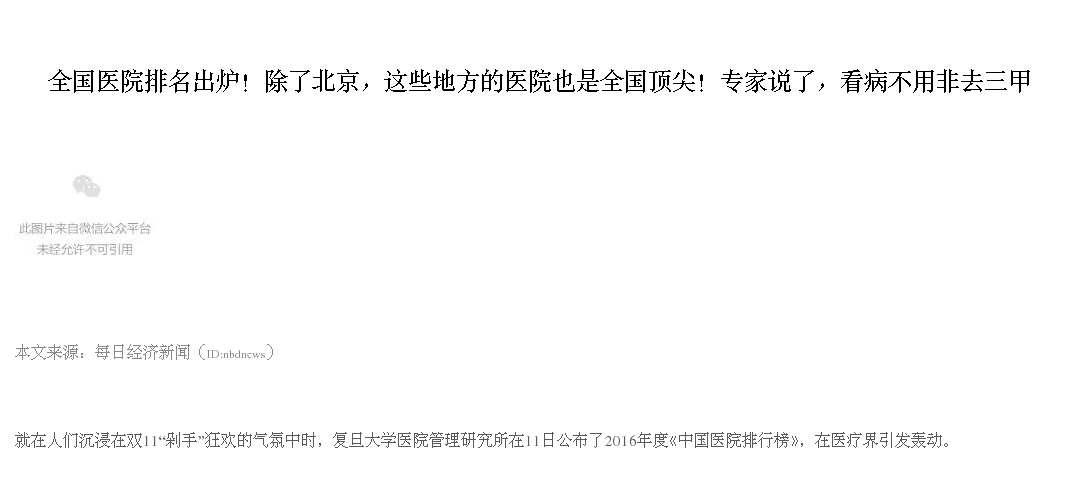 全国医院排名出炉！除了北京，这些地方的医院也是全国顶尖！专家说了，看病不用非去三甲
此图片来自微信公众平台
未经允许不可引用
本文来源：每日经济新闻（ID:nbdnews）
就在人们沉浸在双11“剁手”狂欢的气氛中时，复旦大学医院管理研究所在11日公布了2016年度《中国医院排行榜》，在医疗界引发轰动。